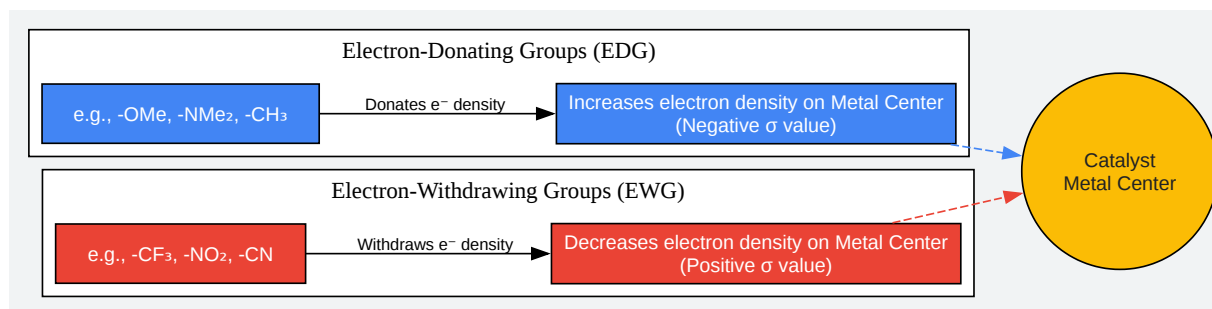 Electron-Donating Groups (EDG)
e.g., -OMe, -NMe₂, -CH₃
Donates e⁻ density
Increases electron density on Metal Center
(Negative σ value)
Electron-Withdrawing Groups (EWG)
e.g., -CF₃, -NO₂, -CN
Withdraws e⁻ density
Decreases electron density on Metal Center
(Positive σ value)
Catalyst
Metal Center